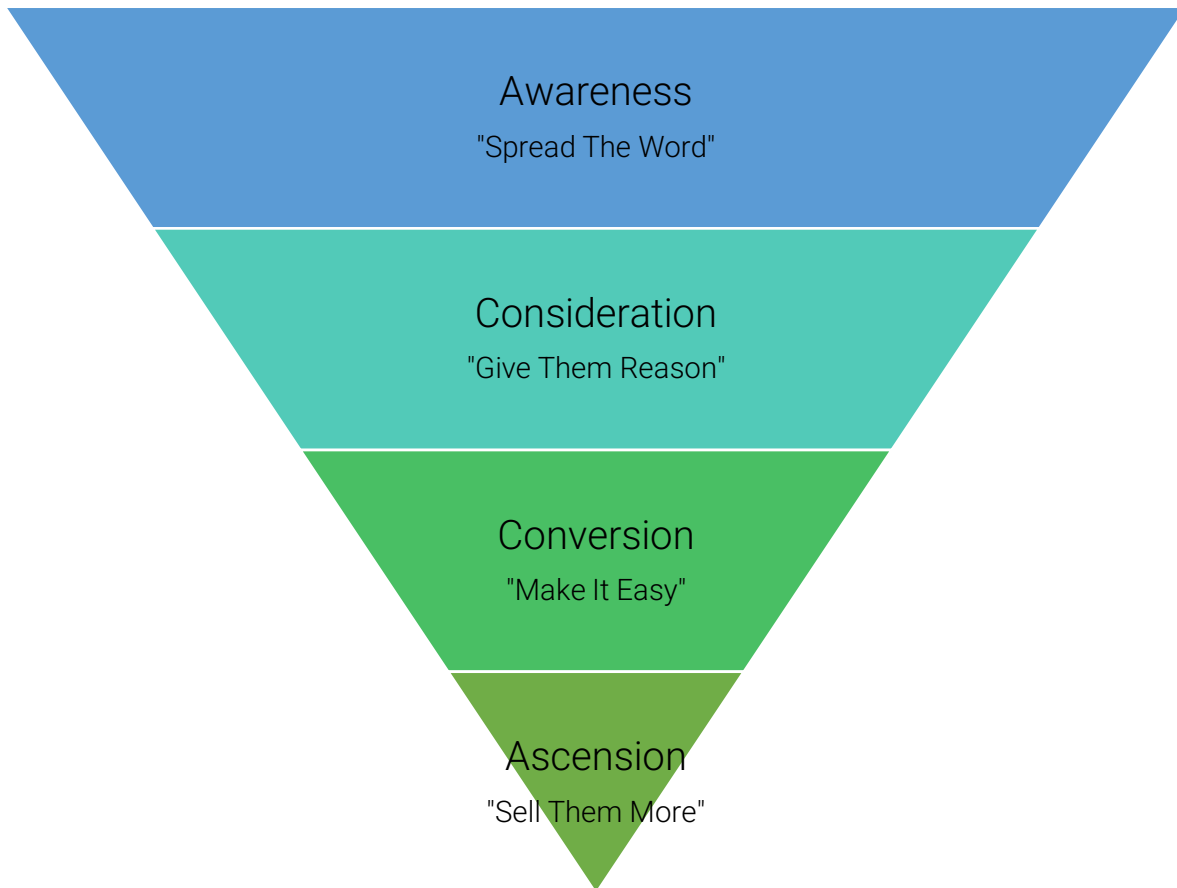 Awareness
"Spread The Word"
Consideration
"Give Them Reason"
Conversion
"Make It Easy"
Ascension
"Sell Them More"